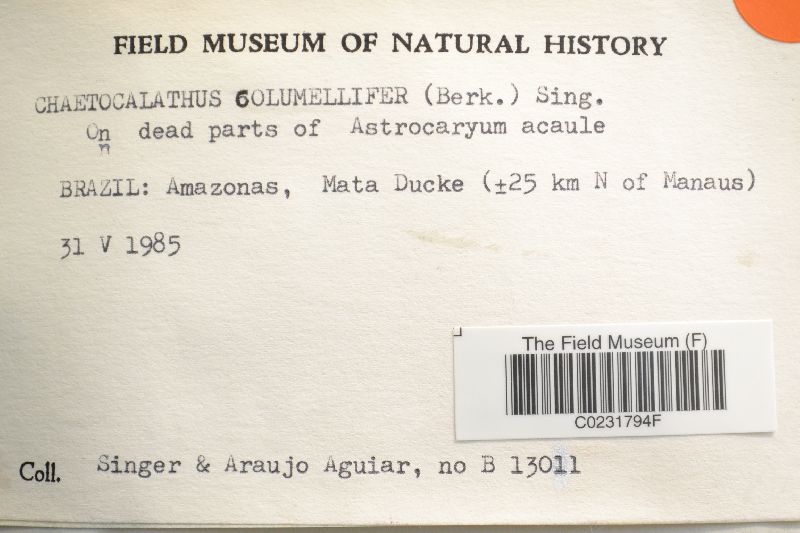 FIELD MUSEUM OF NATURAL HISTORY
CHAETOCALATHUS COLUMELLIFER (Berk.) Sing.
On dead parts of Astrocaryum acaule
BRAZIL: Amazonas, Mata Ducke (±25 km N of Manaus)
31 V 1985
The Field Museum (F)
C0231794F
Coll. Singer & Araujo Aguiar, no B 13011